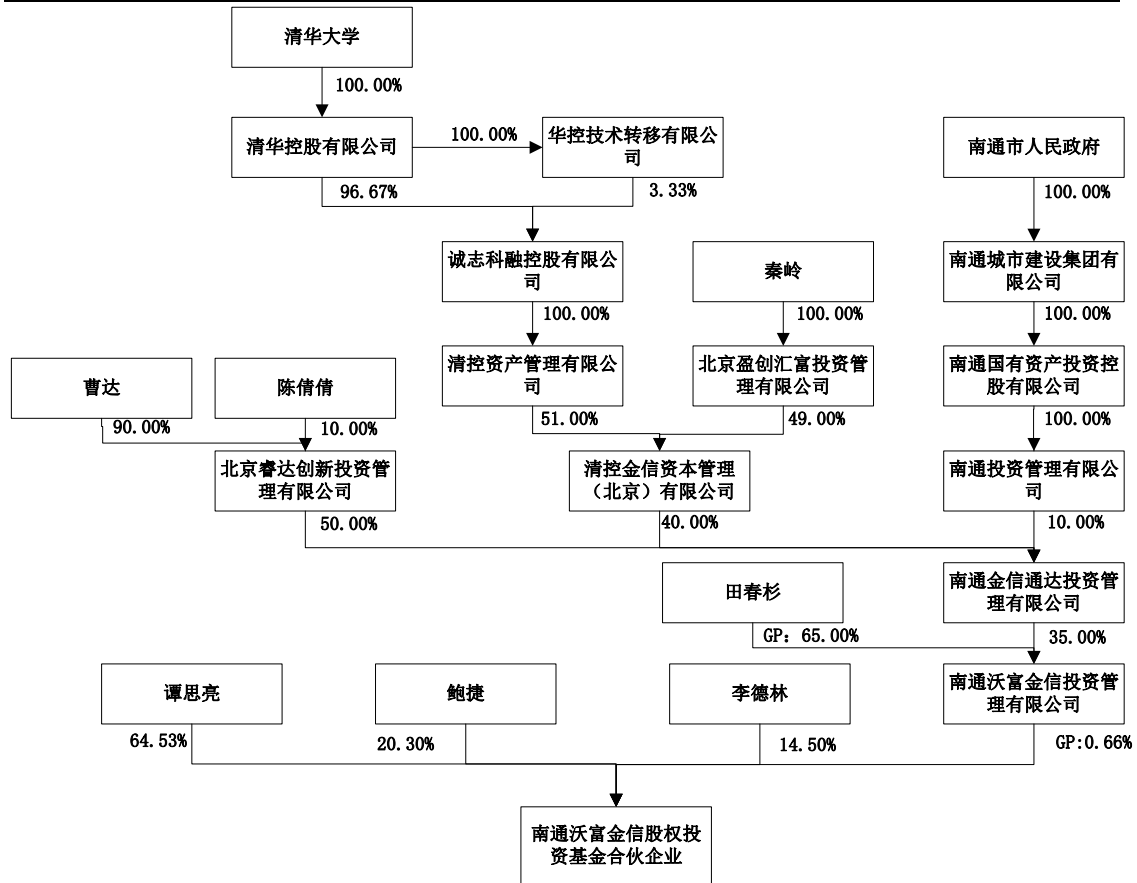 清华大学
100.00%
清华控股有限公司
100.00%
华控技术转移有限公
司
南通市人民政府
96.67%
3.33%
100.00%
诚志科融控股有限公
司
秦岭
南通城市建设集团有
限公司
100.00%
100.00%
100.00%
曹达
陈倩倩
清控资产管理有限公
司
北京盈创汇富投资管
理有限公司
南通国有资产投资控
股有限公司
90.00%
10.00%
51.00%
49.00%
100.00%
北京睿达创新投资管
理有限公司
清控金信资本管理
（北京）有限公司
南通投资管理有限公
司
50.00%
40.00%
10.00%
田春杉
南通金信通达投资管
理有限公司
GP: 65.00%
35.00%
谭思亮
鲍捷
李德林
南通沃富金信投资管
理有限公司
64.53%
20.30%
14.50%
GP:0.66%
南通沃富金信股权投
资基金合伙企业